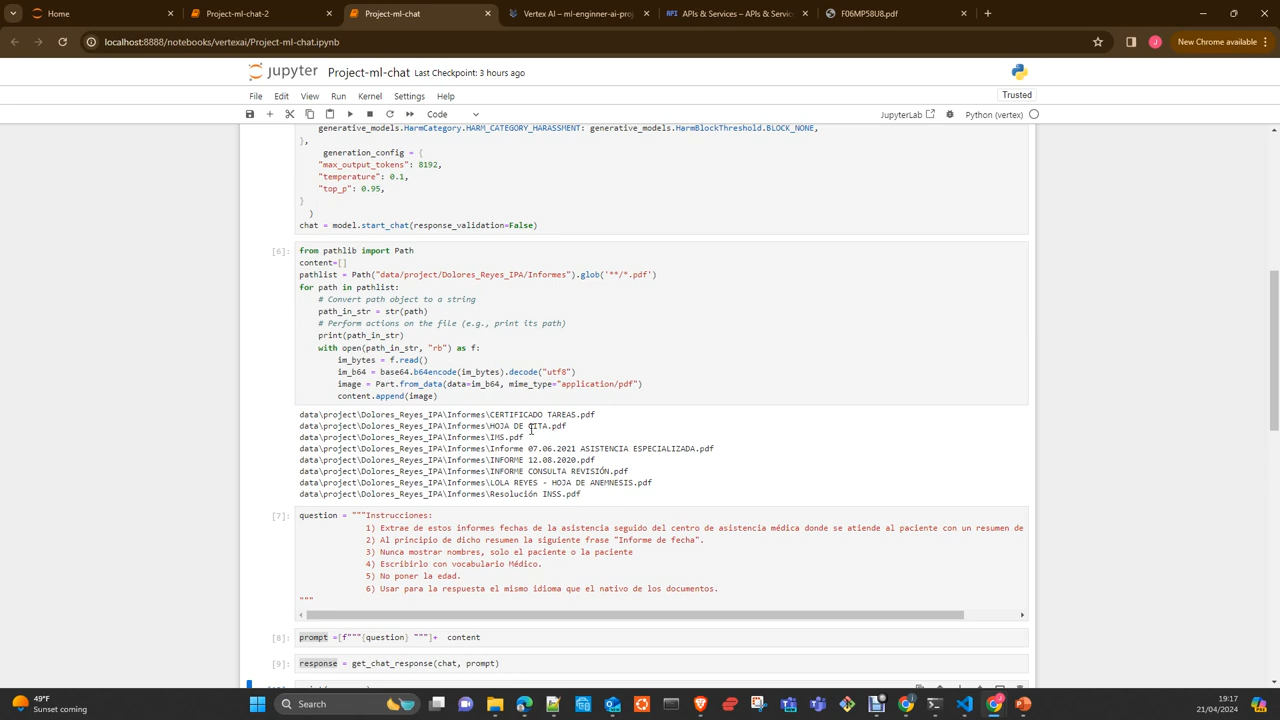 Home
Project-ml-chat-2
Project-ml-chat
Vertex AI – ml-enginner-ai-proj
API APIs & Services – APIs & Servic
F06MP58U8.pdf
localhost:8888/notebooks/vertexai/Project-ml-chat.ipynb
J
New Chrome available
jupyter Project-ml-chat Last Checkpoint: 3 hours ago
File Edit View Run Kernel Settings Help
Trusted
Code
JupyterLab
Python (vertex)
generative_models.HarmCategory.HARM_CATEGORY_HARASSMENT: generative_models.HarmBlockThreshold.BLOCK_NONE,
},
generation_config = {
"max_output_tokens": 8192,
"temperature": 0.1,
"top_p": 0.95,
}
)
chat = model.start_chat(response_validation=False)
[6]:
from pathlib import Path
content=[]
pathlist = Path("data/project/Dolores_Reyes_IPA/Informes").glob('**/*.pdf')
for path in pathlist:
# Convert path object to a string
path_in_str = str(path)
# Perform actions on the file (e.g., print its path)
print(path_in_str)
with open(path_in_str, "rb") as f:
im_bytes = f.read()
im_b64 = base64.b64encode(im_bytes).decode("utf8")
image = Part.from_data(data=im_b64, mime_type="application/pdf")
content.append(image)
data\project\Dolores_Reyes_IPA\Informes\CERTIFICADO TAREAS.pdf
data\project\Dolores_Reyes_IPA\Informes\HOJA DE CITA.pdf
data\project\Dolores_Reyes_IPA\Informes\IMS.pdf
data\project\Dolores_Reyes_IPA\Informes\Informe 07.06.2021 ASISTENCIA ESPECIALIZADA.pdf
data\project\Dolores_Reyes_IPA\Informes\INFORME 12.08.2020.pdf
data\project\Dolores_Reyes_IPA\Informes\INFORME CONSULTA REVISIÓN.pdf
data\project\Dolores_Reyes_IPA\Informes\LOLA REYES - HOJA DE ANEMNESIS.pdf
data\project\Dolores_Reyes_IPA\Informes\Resolución INSS.pdf
[7]:
question = """Instrucciones:
1) Extrae de estos informes fechas de la asistencia seguido del centro de asistencia médica donde se atiende al paciente con un resumen de
2) Al principio de dicho resumen la siguiente frase "Informe de fecha".
3) Nunca mostrar nombres, solo el paciente o la paciente
4) Escribirlo con vocabulario Médico.
5) No poner la edad.
6) Usar para la respuesta el mismo idioma que el nativo de los documentos.
"""
[8]:
prompt =[f"""{question} """]+ content
[9]:
response = get_chat_response(chat, prompt)
49°F
Sunset coming
Search
19:17
21/04/2024